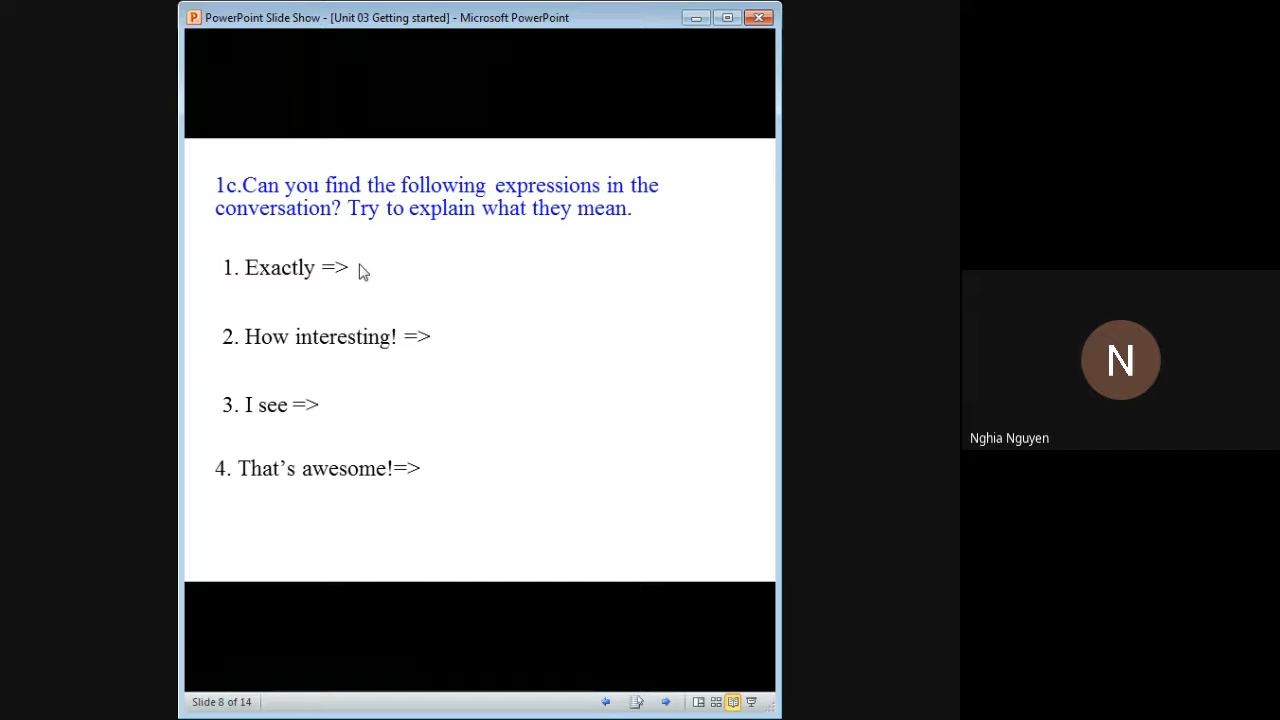 PowerPoint Slide Show - [Unit 03 Getting started] - Microsoft PowerPoint
1c.Can you find the following expressions in the
conversation? Try to explain what they mean.
1. Exactly =>
2. How interesting! =>
3. I see =>
4. That’s awesome!=>
N
Nghia Nguyen
Slide 8 of 14